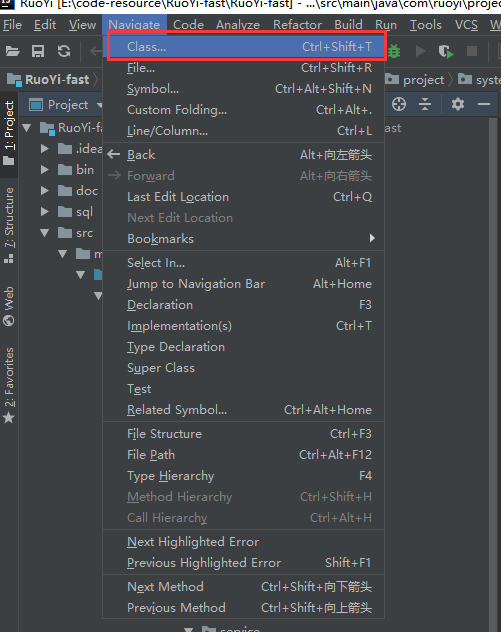 RuoYi [E:\code-resource\RuoYi-fast\RuoYi-fast] - ...\src\main\java\com\ruoyi\projec
File Edit View Navigate Code Analyze Refactor Build Run Tools VCS
RuoYi-fast
project
syste
Project
1: Project
7: Structure
Web
2: Favorites
RuoYi-f
ast
.idea
bin
doc
sql
src
m
Class... Ctrl+Shift+T
File... Ctrl+Shift+R
Symbol... Ctrl+Alt+Shift+N
Custom Folding... Ctrl+Alt+.
Line/Column... Ctrl+L
Back Alt+向左箭头
Forward Alt+向右箭头
Last Edit Location Ctrl+Q
Next Edit Location
Bookmarks
Select In... Alt+F1
Jump to Navigation Bar Alt+Home
Declaration F3
Implementation(s) Ctrl+T
Type Declaration
Super Class
Test
Related Symbol... Ctrl+Alt+Home
File Structure Ctrl+F3
File Path Ctrl+Alt+F12
Type Hierarchy F4
Method Hierarchy Ctrl+Shift+H
Call Hierarchy Ctrl+Alt+H
Next Highlighted Error
Previous Highlighted Error Shift+F1
Next Method Ctrl+Shift+向下箭头
Previous Method Ctrl+Shift+向上箭头
service